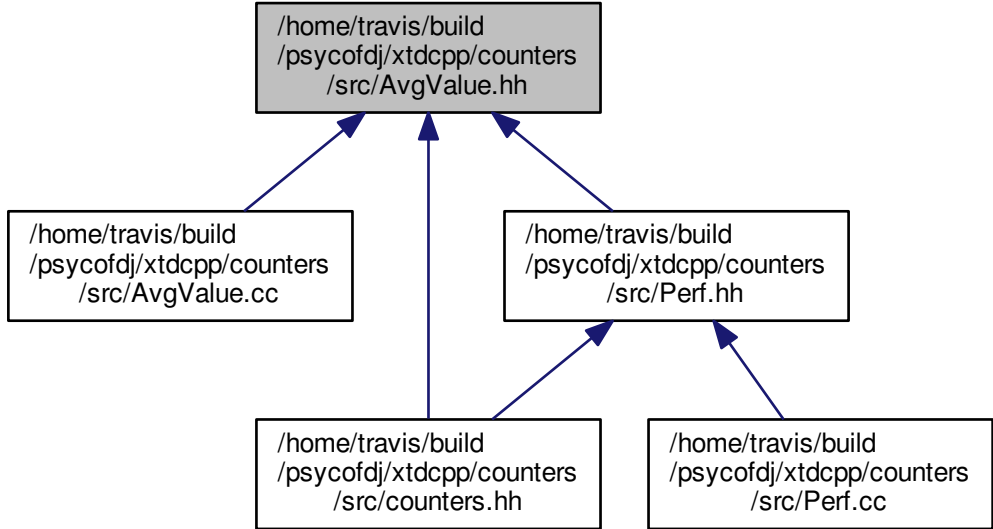 /home/travis/build
/psycofdj/xtdcpp/counters
/src/AvgValue.hh
/home/travis/build
/psycofdj/xtdcpp/counters
/src/AvgValue.cc
/home/travis/build
/psycofdj/xtdcpp/counters
/src/Perf.hh
/home/travis/build
/psycofdj/xtdcpp/counters
/src/counters.hh
/home/travis/build
/psycofdj/xtdcpp/counters
/src/Perf.cc